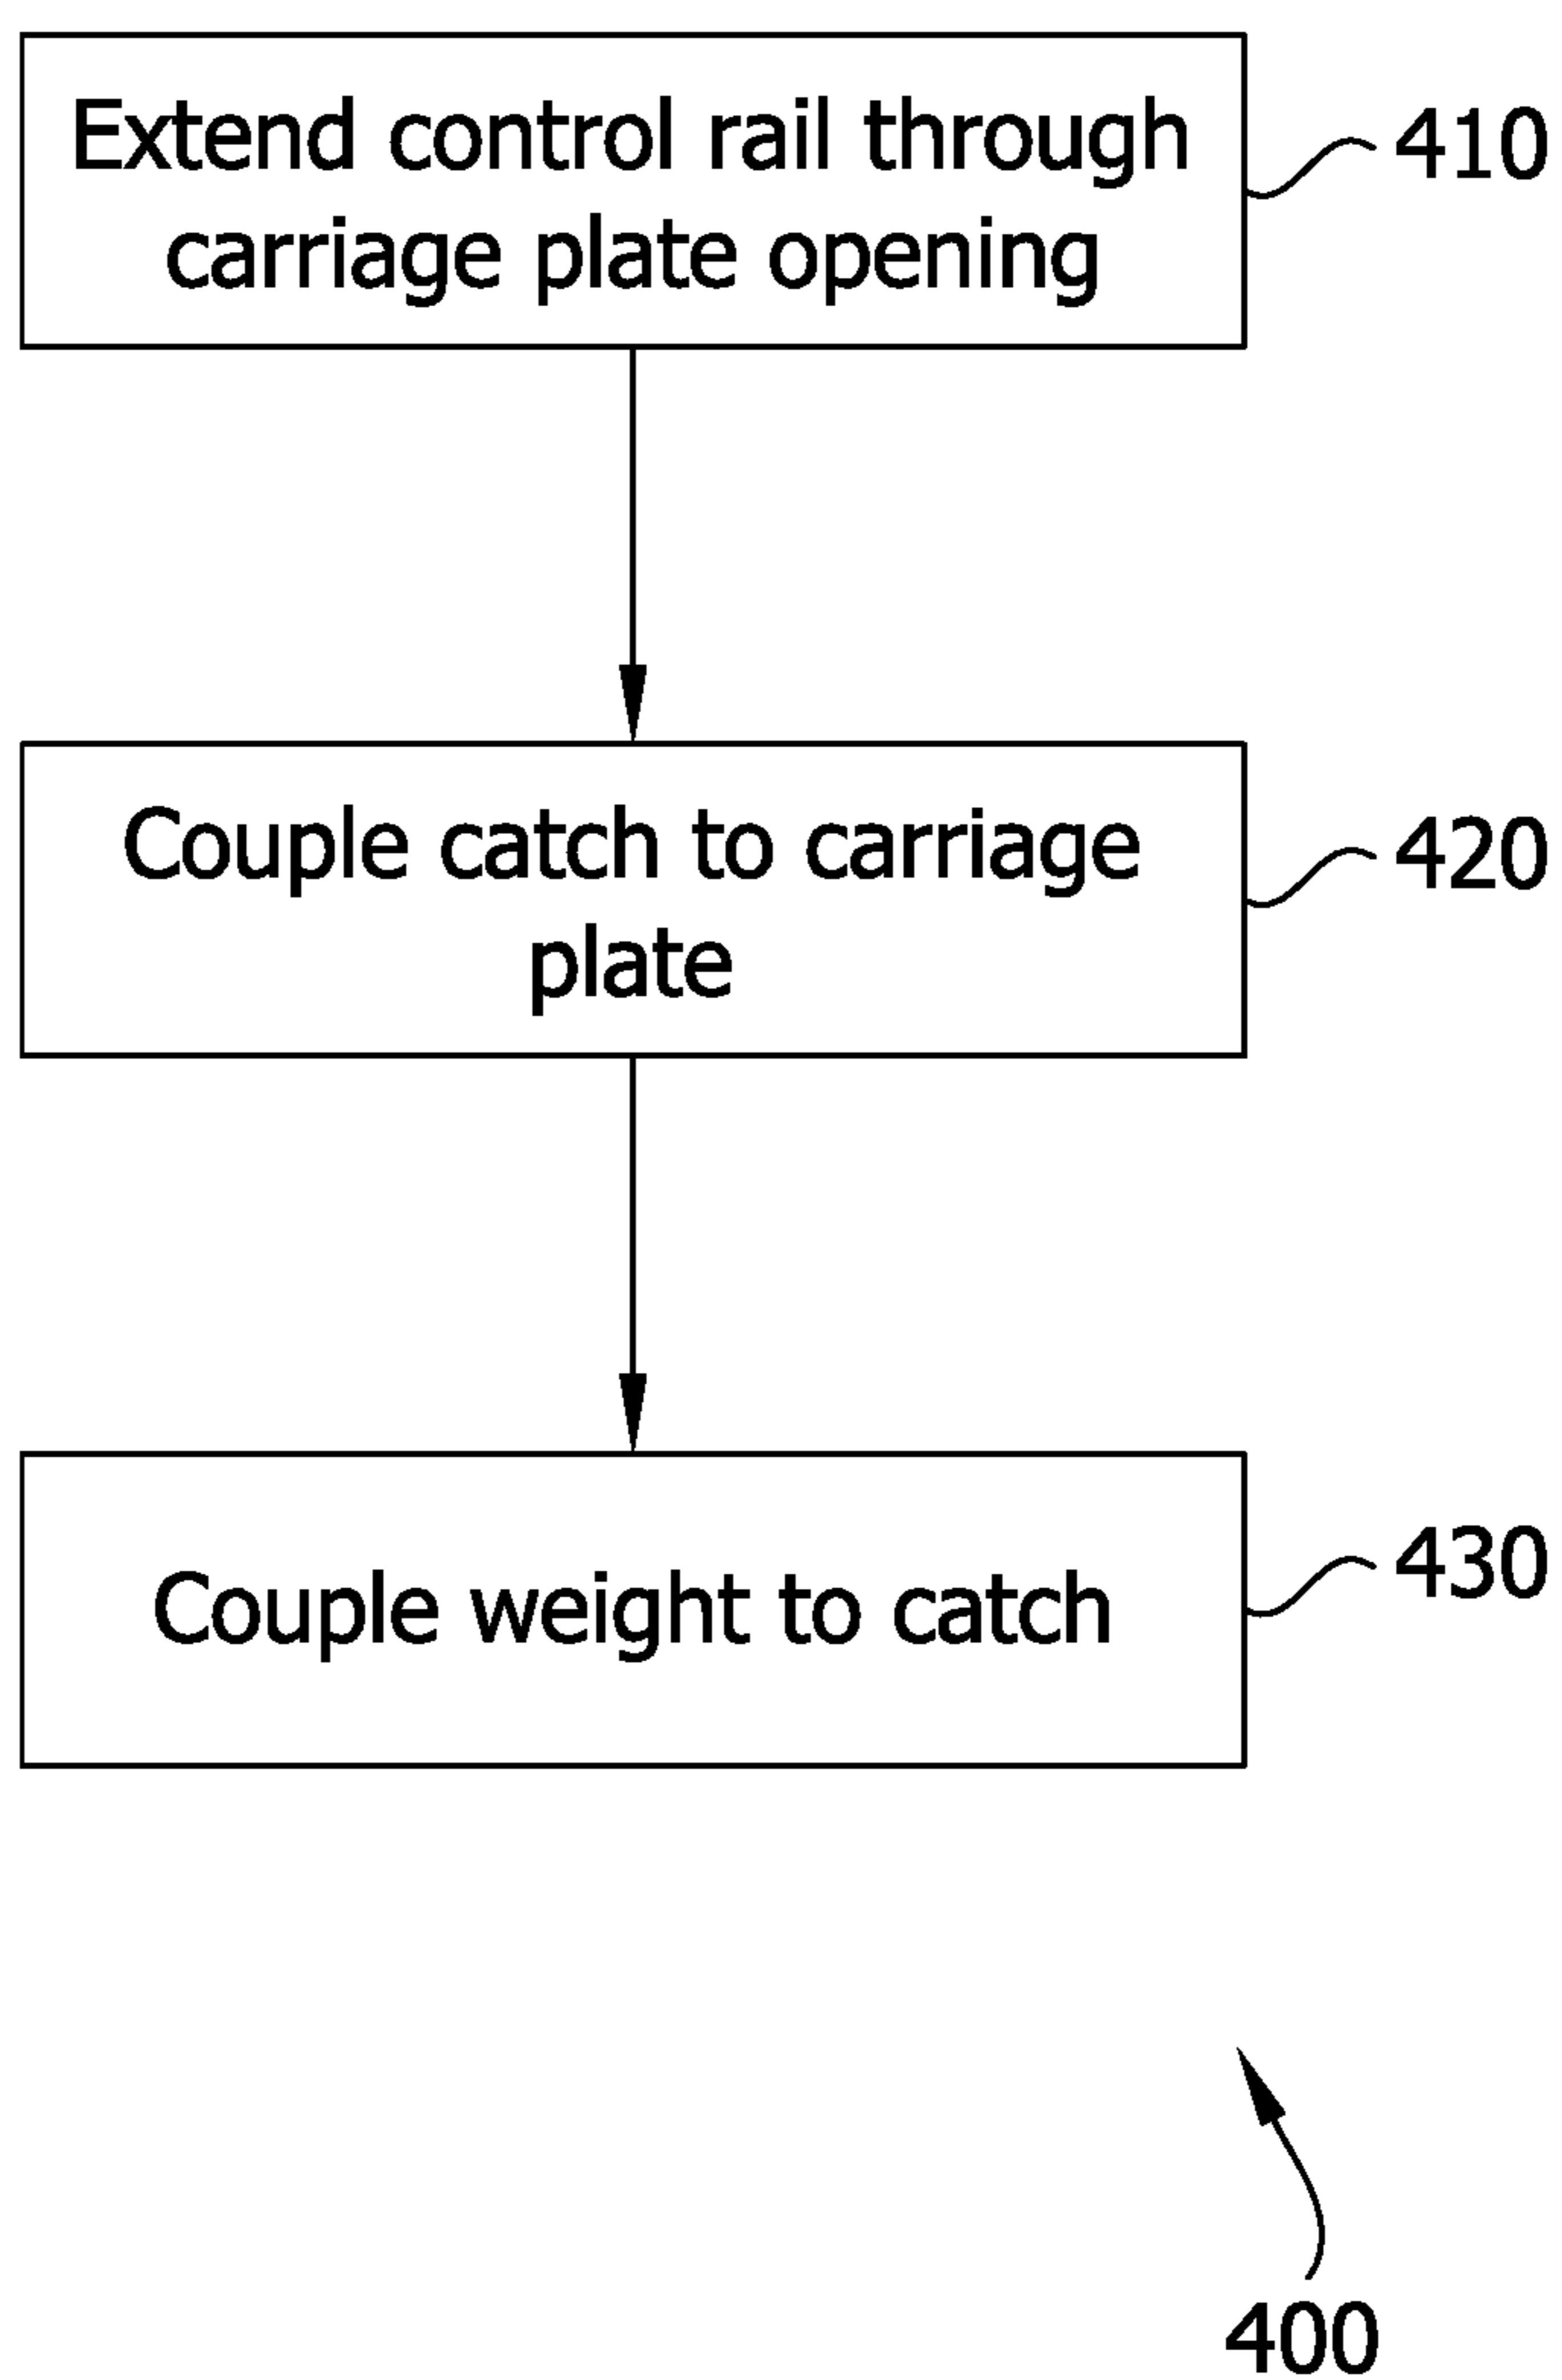 Extend control rail through
carriage plate opening
410
Couple catch to carriage
plate
420
Couple weight to catch
430
400